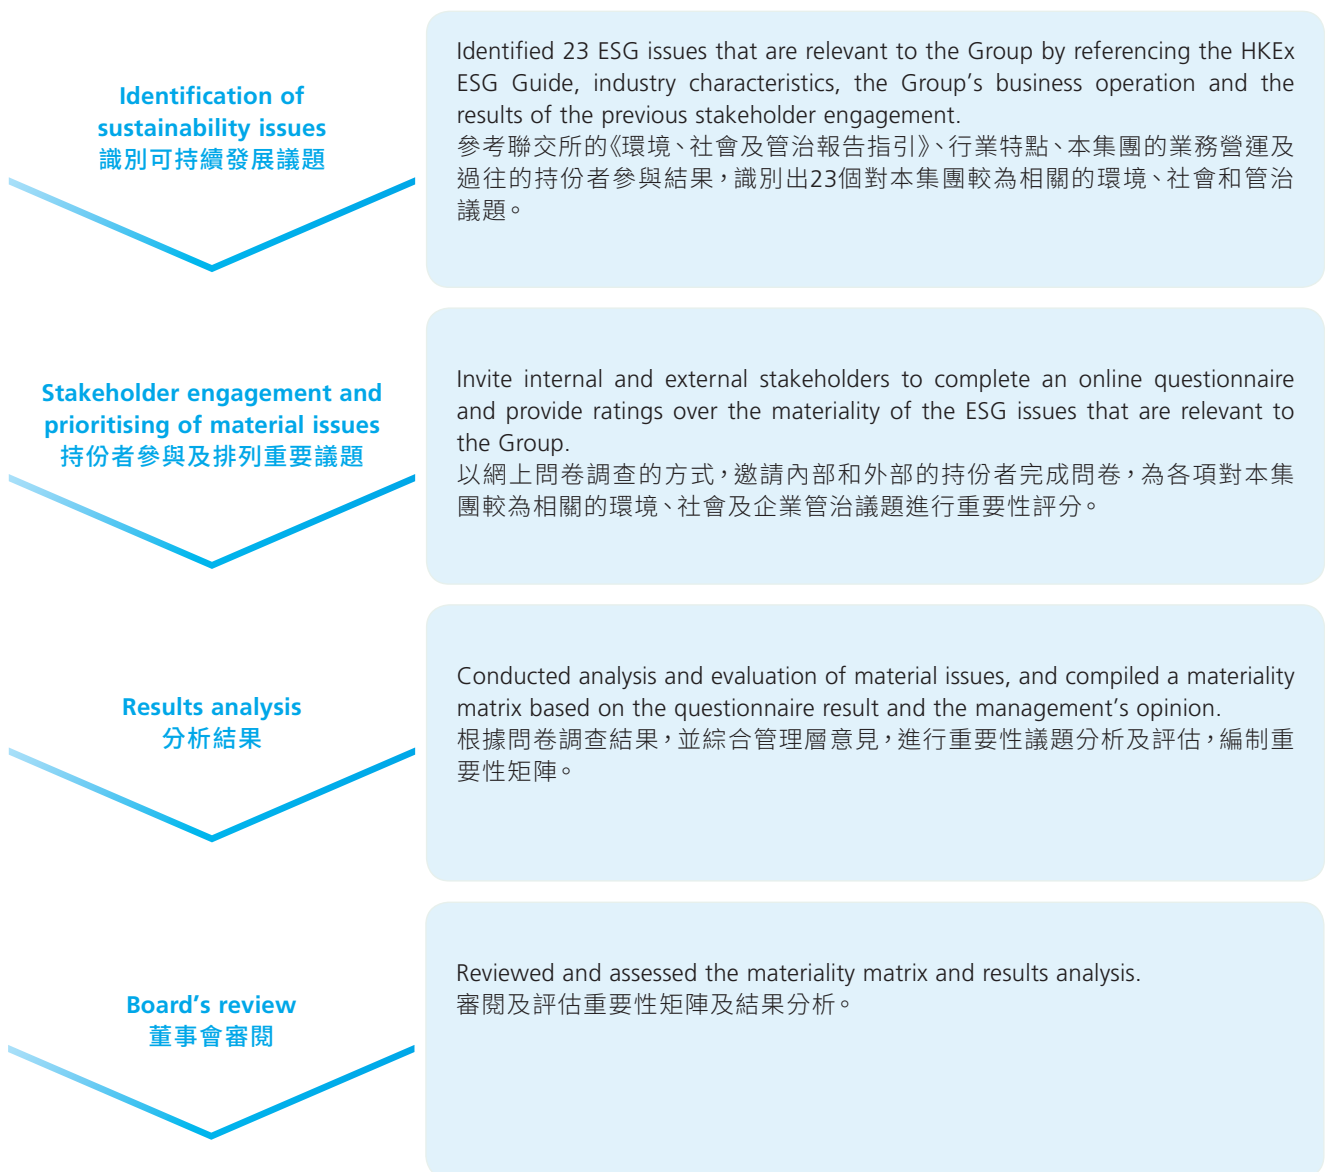 Identification of
sustainability issues
識別可持續發展議題
Identified 23 ESG issues that are relevant to the Group by referencing the HKEx
ESG Guide, industry characteristics, the Group’s business operation and the
results of the previous stakeholder engagement.
參考聯交所的《環境、社會及管治報告指引》、行業特點、本集團的業務營運及
過往的持份者參與結果，識別出23個對本集團較為相關的環境、社會和管治
議題。
Stakeholder engagement and
prioritising of material issues
持份者參與及排列重要議題
Invite internal and external stakeholders to complete an online questionnaire
and provide ratings over the materiality of the ESG issues that are relevant to
the Group.
以網上問卷調查的方式，邀請內部和外部的持份者完成問卷，為各項對本集
團較為相關的環境、社會及企業管治議題進行重要性評分。
Results analysis
分析結果
Conducted analysis and evaluation of material issues, and compiled a materiality
matrix based on the questionnaire result and the management’s opinion.
根據問卷調查結果，並綜合管理層意見，進行重要性議題分析及評估，編制重
要性矩陣。
Board’s review
董事會審閱
Reviewed and assessed the materiality matrix and results analysis.
審閱及評估重要性矩陣及結果分析。